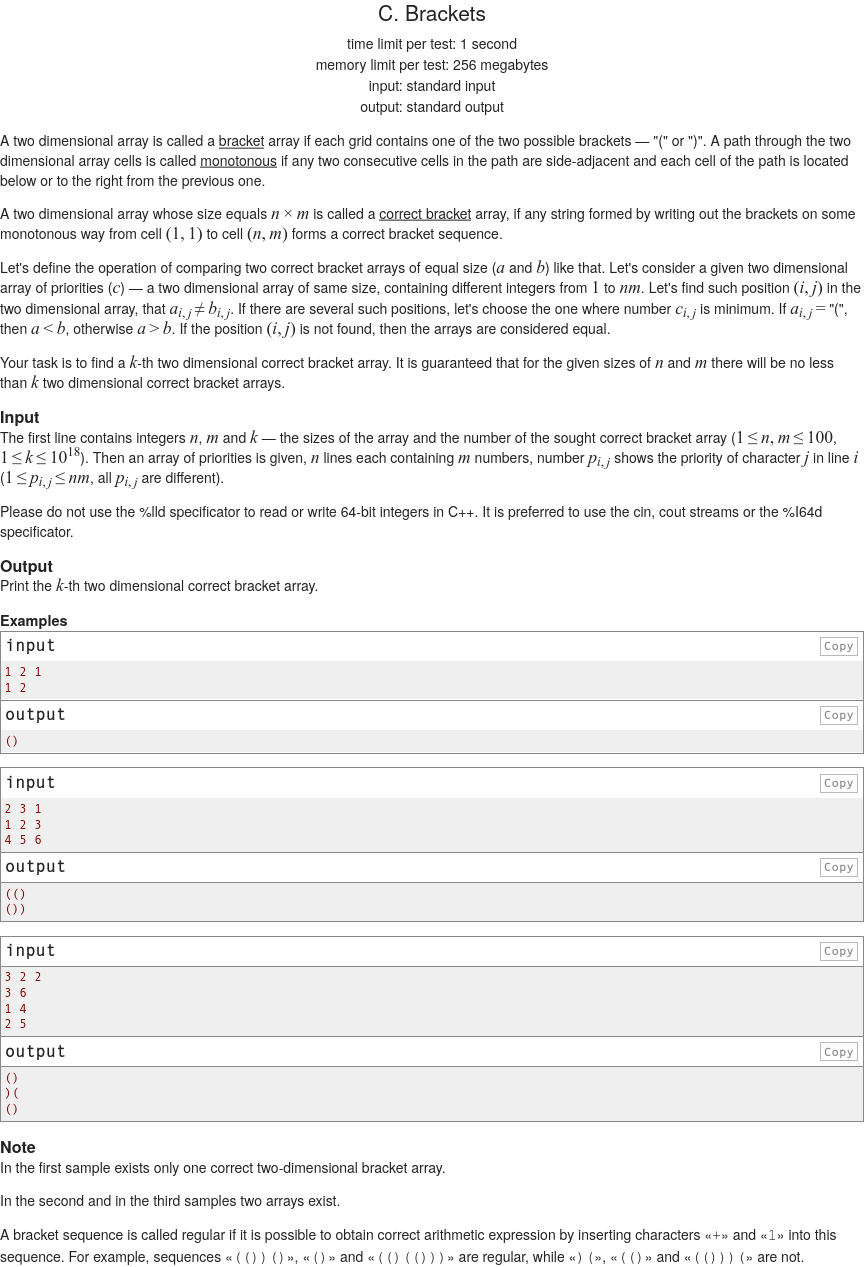 C. Brackets
time limit per test: 1 second
memory limit per test: 256 megabytes
input: standard input
output: standard output
A two dimensional array is called a bracket array if each grid contains one of the two possible brackets — "(" or ")". A path through the two
dimensional array cells is called monotonous if any two consecutive cells in the path are side-adjacent and each cell of the path is located
below or to the right from the previous one.
A two dimensional array whose size equals n × m is called a correct bracket array, if any string formed by writing out the brackets on some
monotonous way from cell (1, 1) to cell (n, m) forms a correct bracket sequence.
Let's define the operation of comparing two correct bracket arrays of equal size (a and b) like that. Let's consider a given two dimensional
array of priorities (c) — a two dimensional array of same size, containing different integers from 1 to nm. Let's find such position (i, j) in the
two dimensional array, that a_{i, j} ≠ b_{i, j}. If there are several such positions, let's choose the one where number c_{i, j} is minimum. If a_{i, j} = "(",
then a < b, otherwise a > b. If the position (i, j) is not found, then the arrays are considered equal.
Your task is to find a k-th two dimensional correct bracket array. It is guaranteed that for the given sizes of n and m there will be no less
than k two dimensional correct bracket arrays.
Input
The first line contains integers n, m and k — the sizes of the array and the number of the sought correct bracket array (1 ≤ n, m ≤ 100,
1 ≤ k ≤ 10^{18}). Then an array of priorities is given, n lines each containing m numbers, number p_{i, j} shows the priority of character j in line i
(1 ≤ p_{i, j} ≤ nm, all p_{i, j} are different).
Please do not use the %lld specificator to read or write 64-bit integers in C++. It is preferred to use the cin, cout streams or the %I64d
specificator.
Output
Print the k-th two dimensional correct bracket array.
Examples
input
Copy
1 2 1
1 2
output
Copy
()
input
Copy
2 3 1
1 2 3
4 5 6
output
Copy
(()
())
input
Copy
3 2 2
3 6
1 4
2 5
output
Copy
()
)(
()
Note
In the first sample exists only one correct two-dimensional bracket array.
In the second and in the third samples two arrays exist.
A bracket sequence is called regular if it is possible to obtain correct arithmetic expression by inserting characters «+» and «1» into this
sequence. For example, sequences «(())()», «()» and «(()(()))» are regular, while «)(», «(()» and «(()))(» are not.